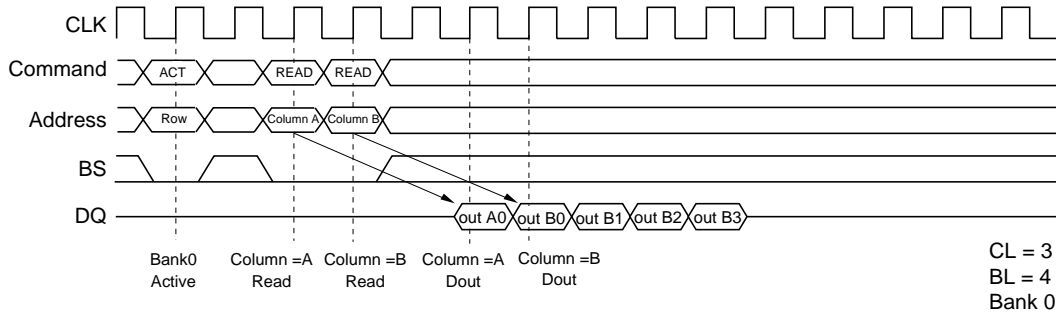 CLK
Command ACT READ READ
Address Row Column A Column B
BS
DQ out A0 out B0 out B1 out B2 out B3
Bank0 Column =A Column =B Column =A Column =B
Active Read Read Dout Dout
CL = 3
BL = 4
Bank 0